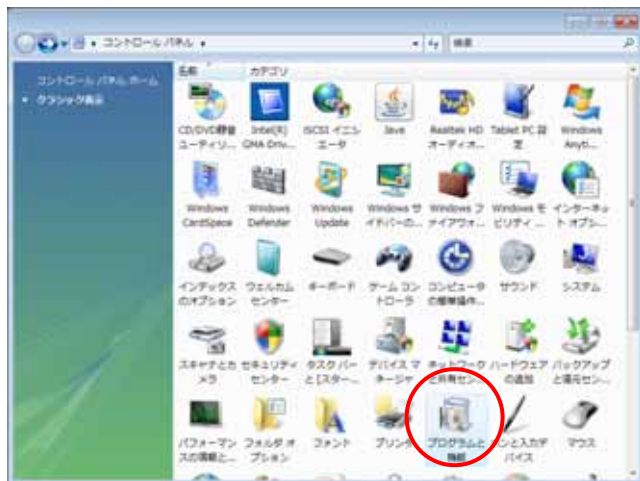 コントロール パネル
検索
コントロール パネル ホーム
クラシック表示
名前 カテゴリ
CD/DVD静音ユーティリ...
Intel(R) GMA Driv...
iSCSI イニシエータ
Java
Realtek HD オーディオ...
Tablet PC 設定
Windows Anyti...
Windows CardSpace
Windows Defender
Windows Update
Windows サイドバーの...
Windows ファイアウォ...
Windows モビリティ ...
インターネット オプシ...
インデックスのオプション
ウェルカム センター
キーボード
ゲーム コントローラ
コンピュータの簡単操作...
サウンド
システム
スキャナとカメラ
セキュリティ センター
タスク バーと [スター...
デバイス マネージャ
ネットワークと共有セン...
ハードウェアの追加
バックアップと復元セン...
パフォーマンスの情報と...
フォルダ オプション
フォント
プリンタ
プログラムと機能
ペンと入力デバイス
マウス